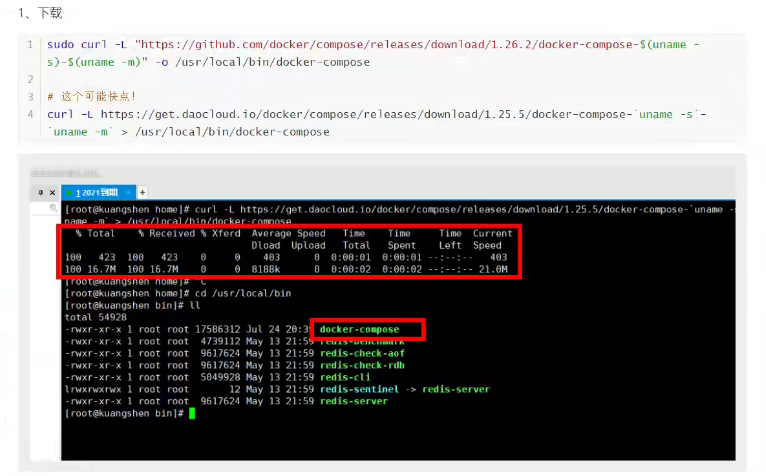 1、下载
1 sudo curl -L "https://github.com/docker/compose/releases/download/1.26.2/docker-compose-$(uname -
s)-$(uname -m)" -o /usr/local/bin/docker-compose
2
3 # 这个可能快点!
4 curl -L https://get.daocloud.io/docker/compose/releases/download/1.25.5/docker-compose-`uname -s`-
`uname -m` > /usr/local/bin/docker-compose
1 2021 +
[root@kuangshen home]# curl -L https://get.daocloud.io/docker/compose/releases/download/1.25.5/docker-compose-`uname -
name -m` > /usr/local/bin/docker-compose
% Total % Received % Xferd Average Speed Time Time Time Current
Dload Upload Total Spent Left Speed
100 423 100 423 0 0 403 0 0:00:01 0:00:01 --:--:-- 403
100 16.7M 100 16.7M 0 0 8188k 0 0:00:02 0:00:02 --:--:-- 21.0M
[root@kuangshen home]# ^C
[root@kuangshen home]# cd /usr/local/bin
[root@kuangshen bin]# ll
total 54928
-rwxr-xr-x 1 root root 17586312 Jul 24 20:3 docker-compose
-rwxr-xr-x 1 root root 4739112 May 13 21:59 redis-benchmark
-rwxr-xr-x 1 root root 9617624 May 13 21:59 redis-check-aof
-rwxr-xr-x 1 root root 9617624 May 13 21:59 redis-check-rdb
-rwxr-xr-x 1 root root 5049928 May 13 21:59 redis-cli
lrwxrwxrwx 1 root root 12 May 13 21:59 redis-sentinel -> redis-server
-rwxr-xr-x 1 root root 9617624 May 13 21:59 redis-server
[root@kuangshen bin]#